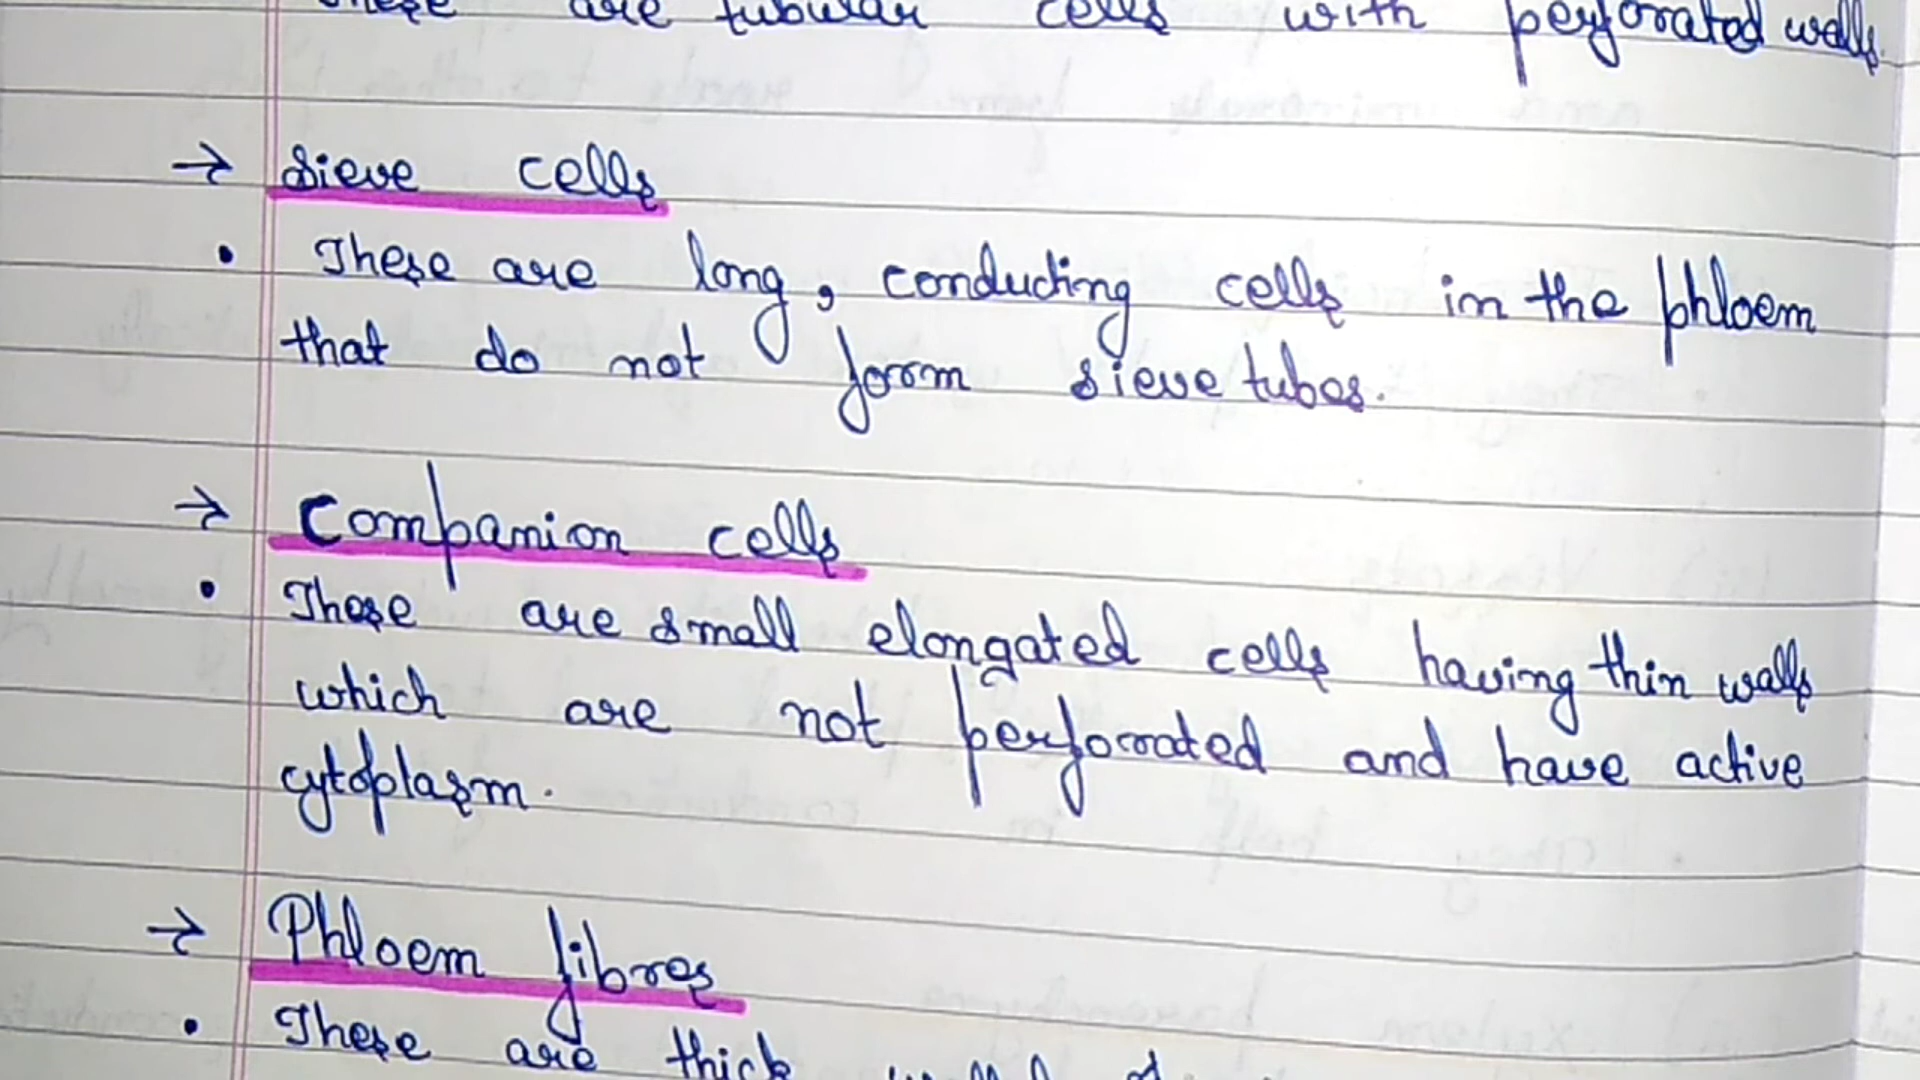 These are tubular cells with perforated walls.
→ Sieve cells
• These are long, conducting cells in the phloem
that do not form sieve tubes.
→ Companion cells
• These are small elongated cells having thin walls
which are not perforated and have active
cytoplasm.
→ Phloem fibres
• These are thick